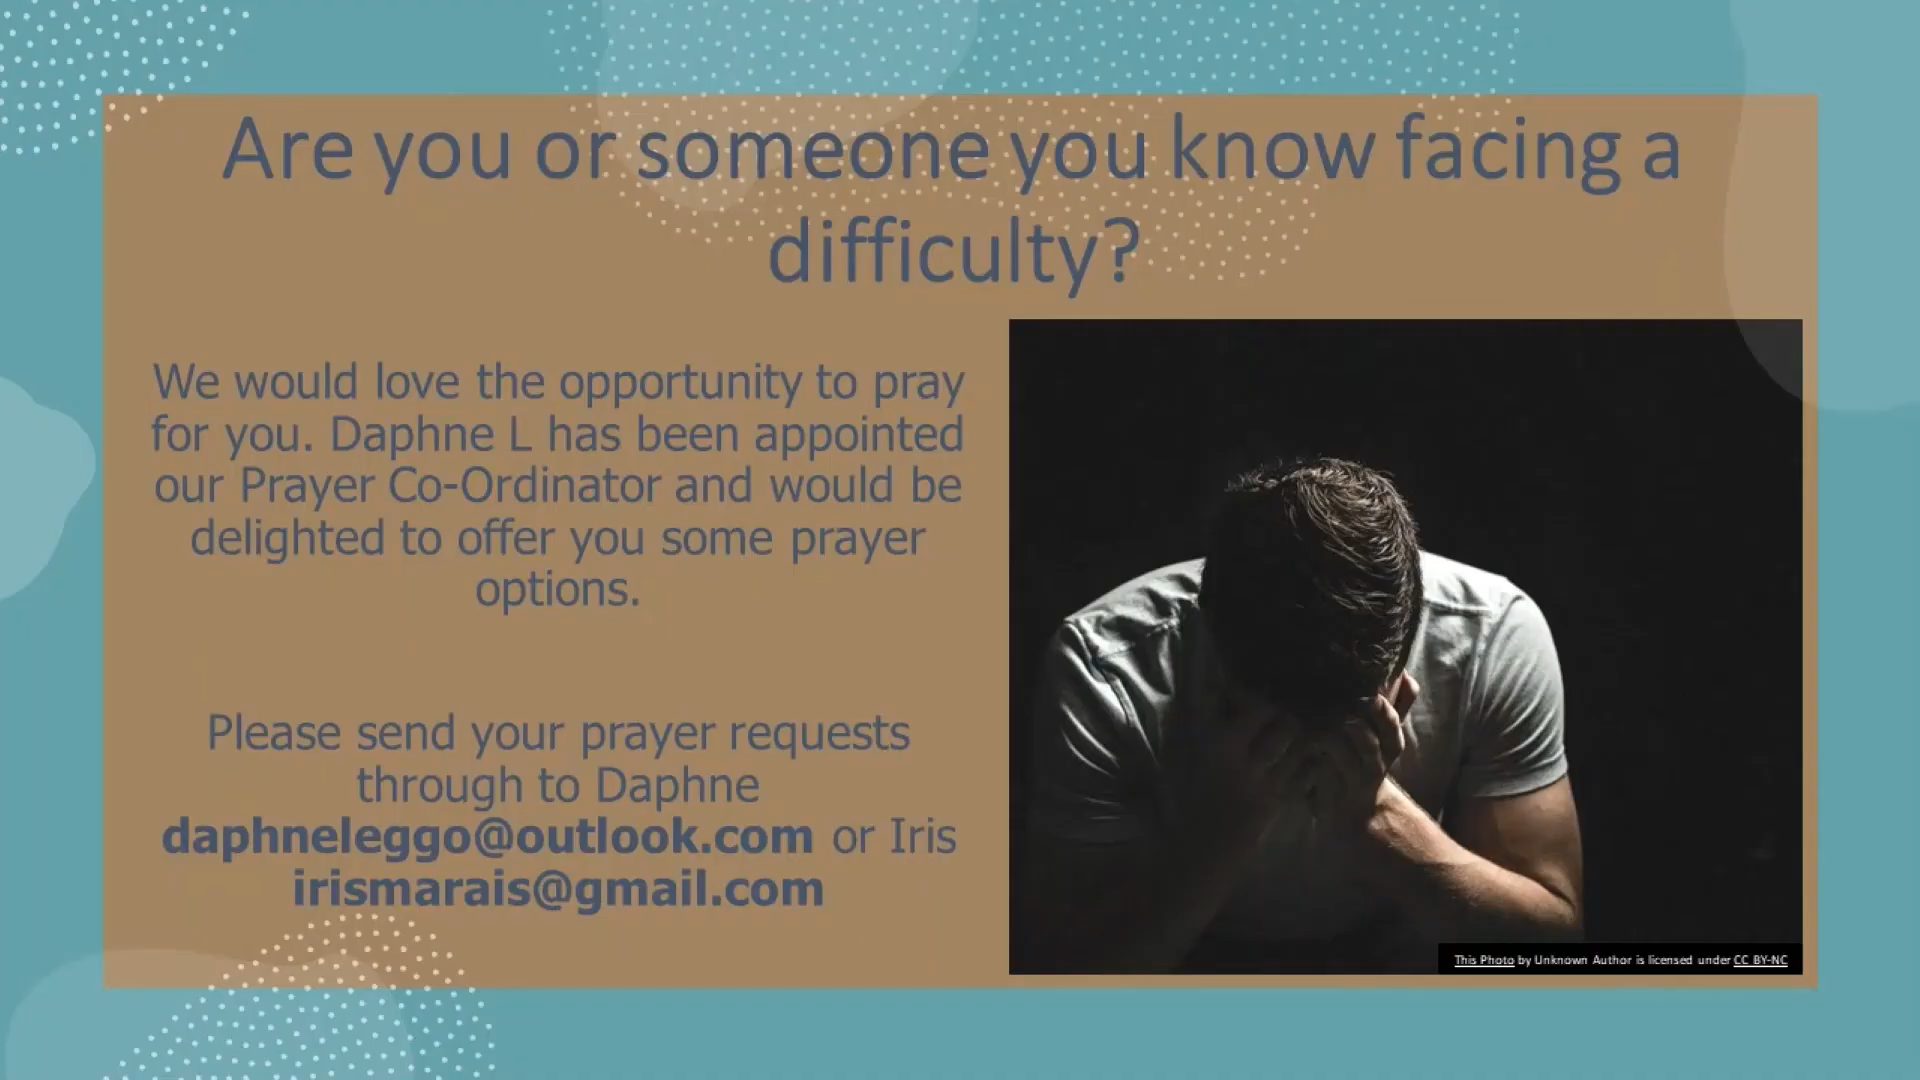 Are you or someone you know facing a
difficulty?
We would love the opportunity to pray
for you. Daphne L has been appointed
our Prayer Co-Ordinator and would be
delighted to offer you some prayer
options.
Please send your prayer requests
through to Daphne
daphneleggo@outlook.com or Iris
irismarais@gmail.com
This Photo by Unknown Author is licensed under CC BY-NC